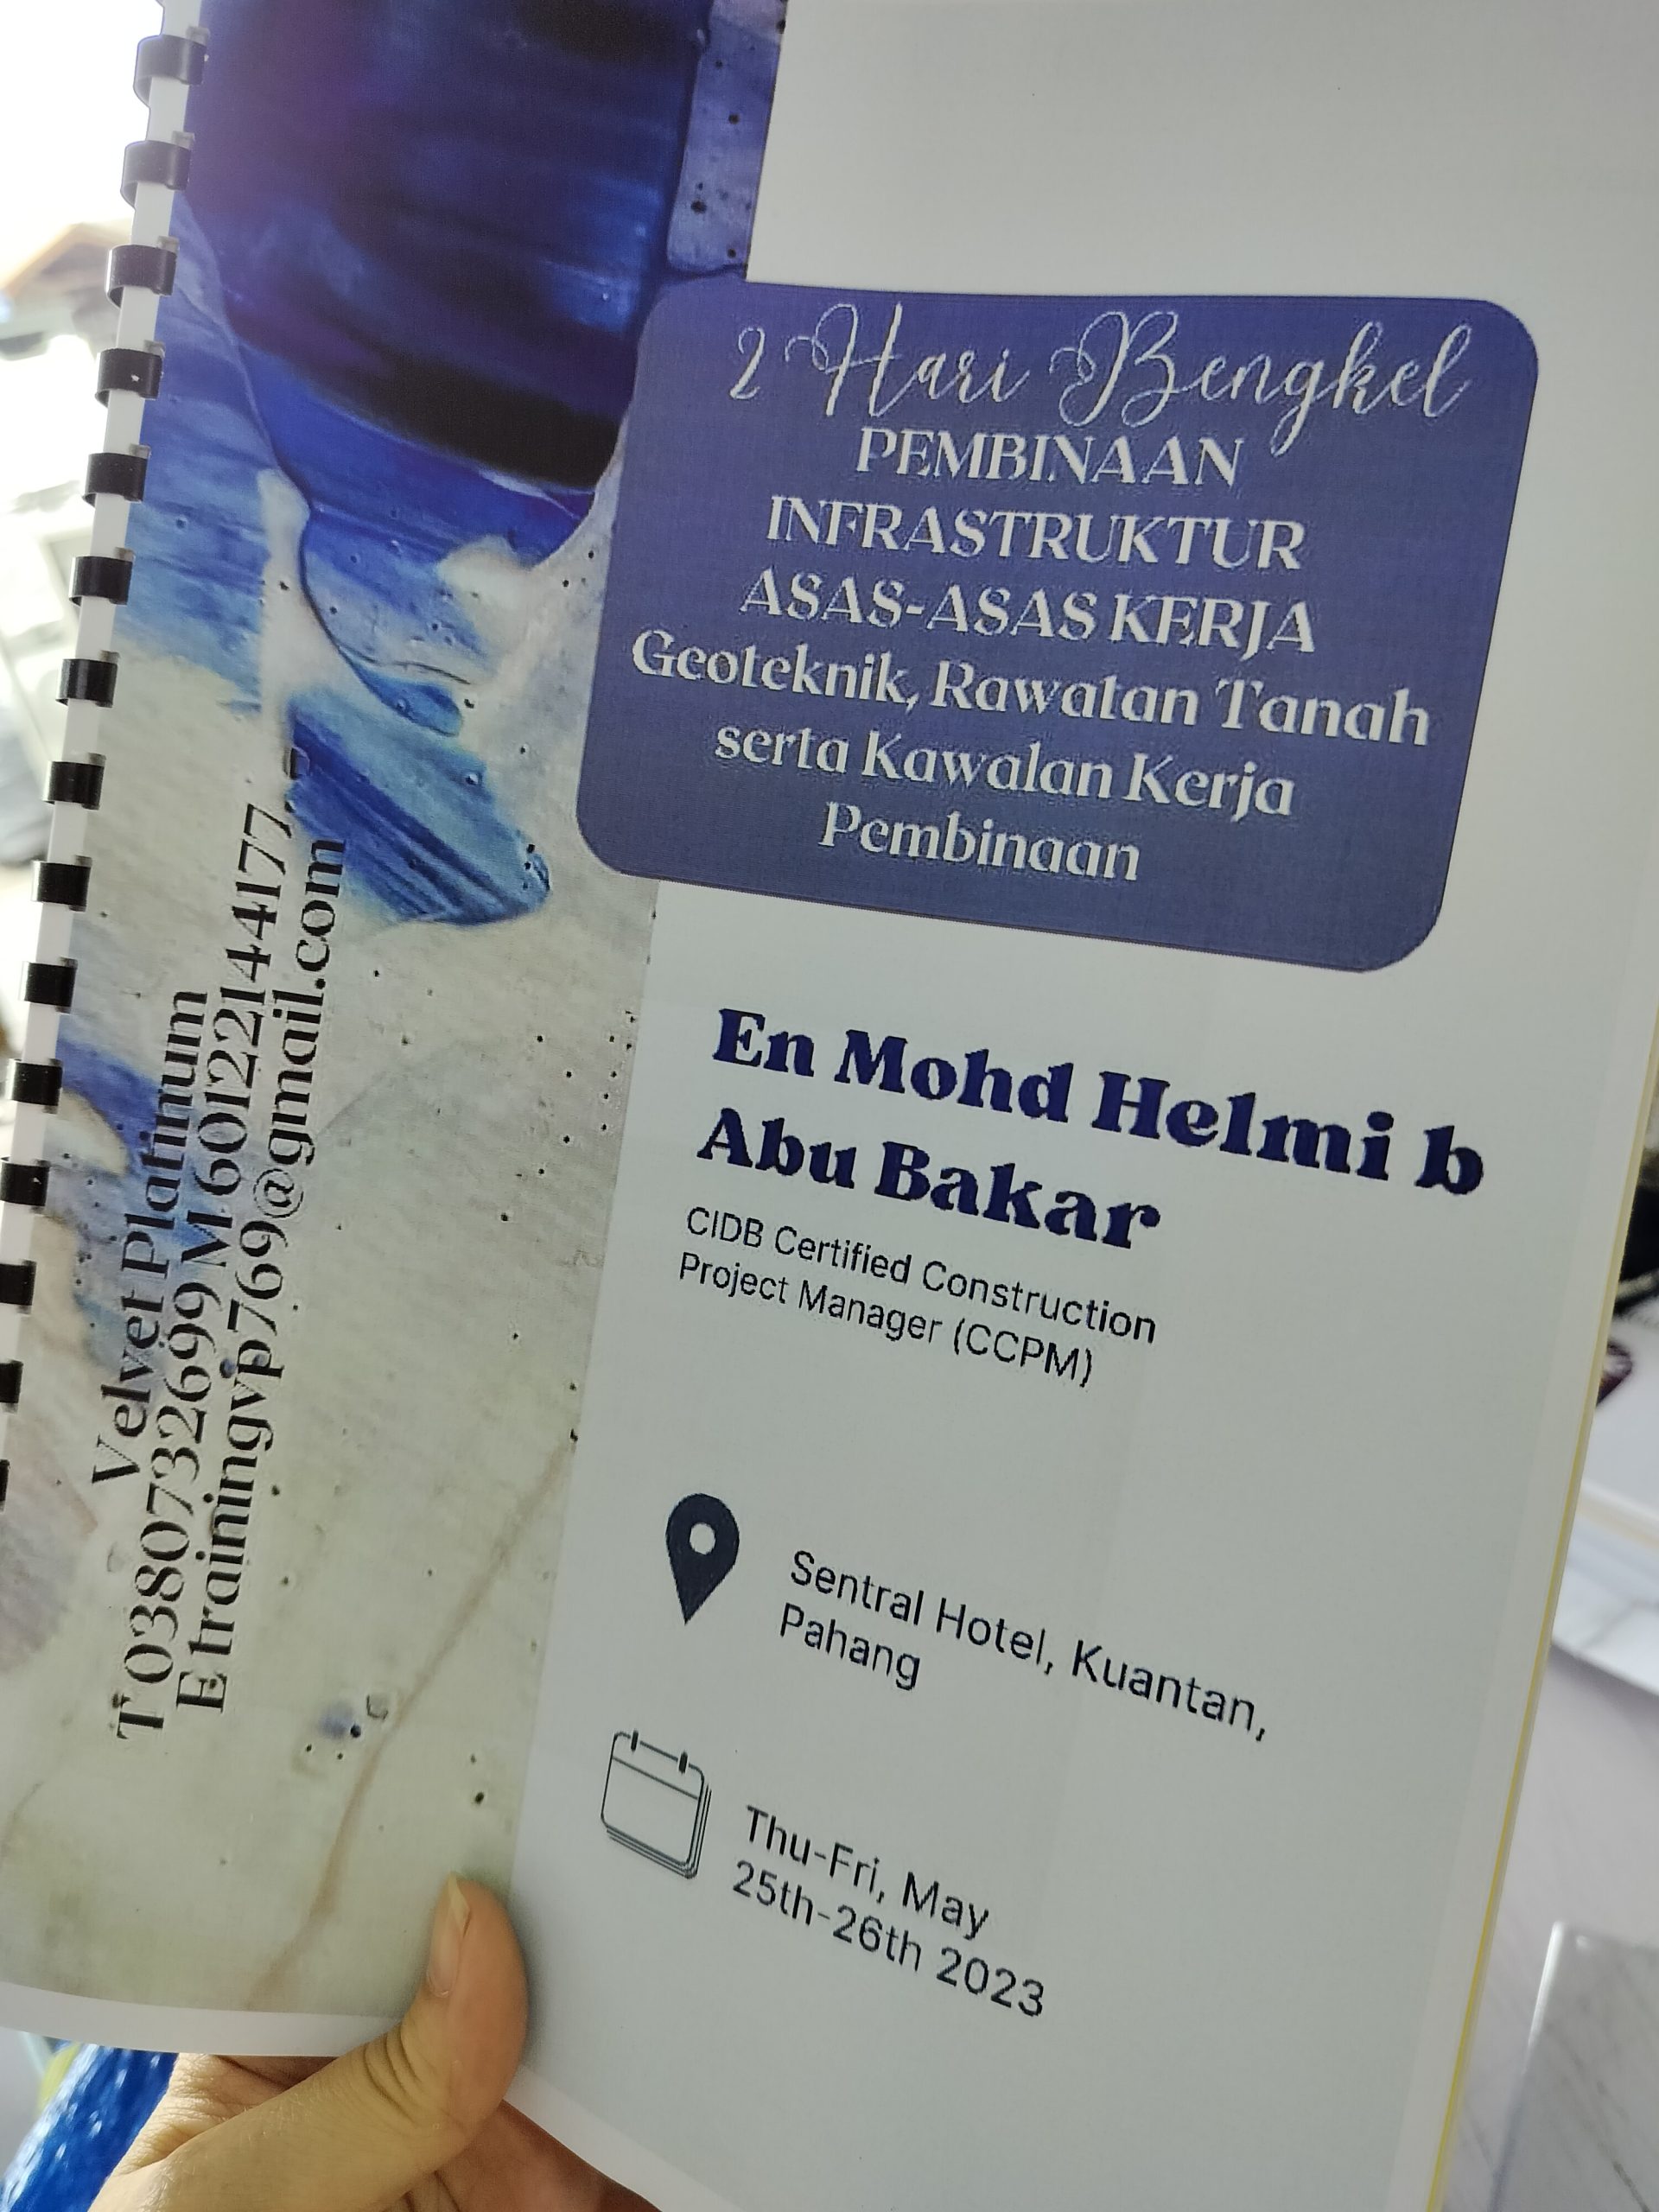 2 Hari Bengkel
PEMBINAAN
INFRASTRUKTUR
ASAS-ASAS KERJA
Geoteknik, Rawatan Tanah
serta Kawalan Kerja
Pembinaan
En Mohd Helmi b
Abu Bakar
CIDB Certified Construction
Project Manager (CCPM)
Sentral Hotel, Kuantan,
Pahang
Thu-Fri, May
25th-26th 2023
Velvet Platinum
T 0380732699 M 60122144177
E trainingvp769@gmail.com